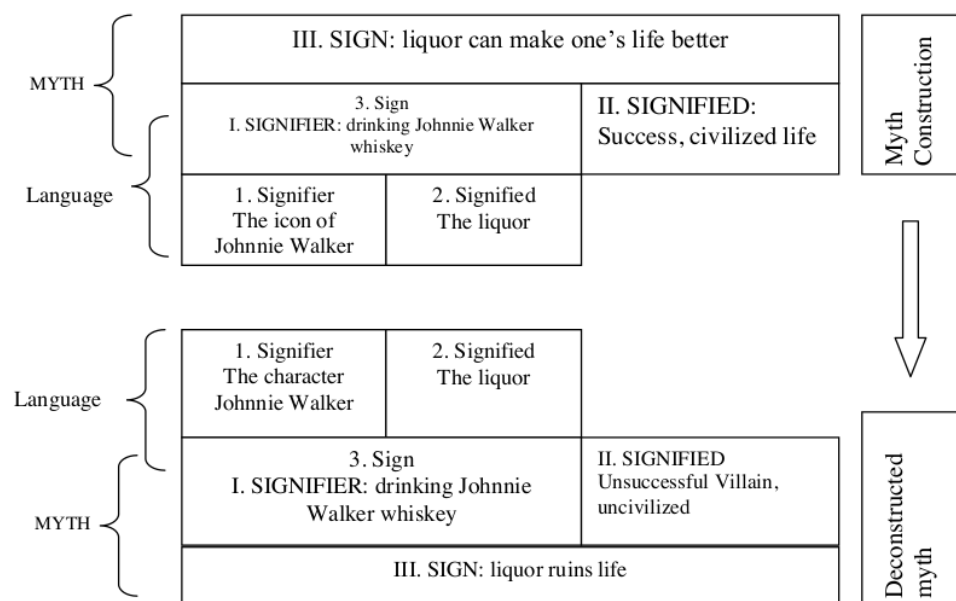 III. SIGN: liquor can make one's life better
MYTH
3. Sign
I. SIGNIFIER: drinking Johnnie Walker
whiskey
II. SIGNIFIED:
Success, civilized life
Myth
Construction
Language
1. Signifier
The icon of
Johnnie Walker
2. Signified
The liquor
Language
1. Signifier
The character
Johnnie Walker
2. Signified
The liquor
MYTH
3. Sign
I. SIGNIFIER: drinking Johnnie
Walker whiskey
II. SIGNIFIED
Unsuccessful Villain,
uncivilized
Deconstructed
myth
III. SIGN: liquor ruins life